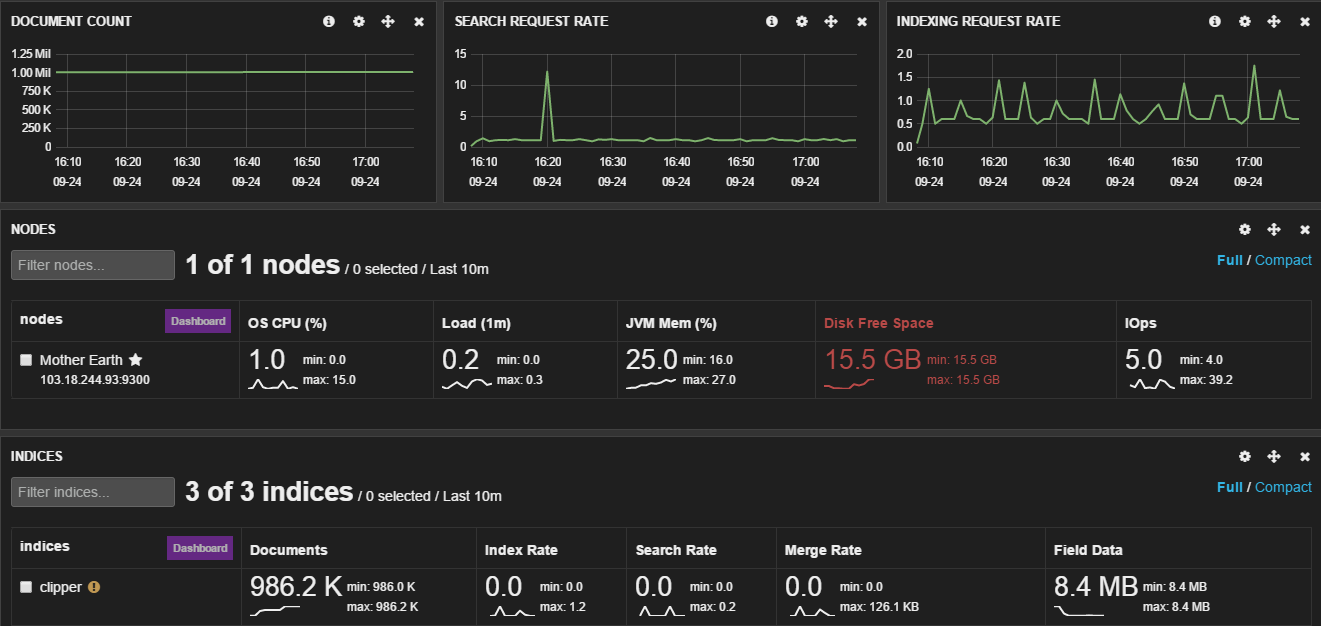 DOCUMENT COUNT
1.25 Mil
1.00 Mil
750 K
500 K
250 K
0
16:10 16:20 16:30 16:40 16:50 17:00
09-24 09-24 09-24 09-24 09-24 09-24
SEARCH REQUEST RATE
15
10
5
0
16:10 16:20 16:30 16:40 16:50 17:00
09-24 09-24 09-24 09-24 09-24 09-24
INDEXING REQUEST RATE
2.0
1.5
1.0
0.5
0.0
16:10 16:20 16:30 16:40 16:50 17:00
09-24 09-24 09-24 09-24 09-24 09-24
NODES
Filter nodes... 1 of 1 nodes / 0 selected / Last 10m
Full / Compact
nodes Dashboard OS CPU (%) Load (1m) JVM Mem (%) Disk Free Space IOps
Mother Earth 1.0 min: 0.0 0.2 min: 0.0 25.0 min: 16.0 15.5 GB min: 15.5 GB 5.0 min: 4.0
103.18.244.93:9300 max: 15.0 max: 0.3 max: 27.0 max: 15.5 GB max: 39.2
INDICES
Filter indices... 3 of 3 indices / 0 selected / Last 10m
Full / Compact
indices Dashboard Documents Index Rate Search Rate Merge Rate Field Data
clipper 986.2 K min: 986.0 K 0.0 min: 0.0 0.0 min: 0.0 0.0 min: 0.0 8.4 MB min: 8.4 MB
max: 986.2 K max: 1.2 max: 0.2 max: 126.1 KB max: 8.4 MB